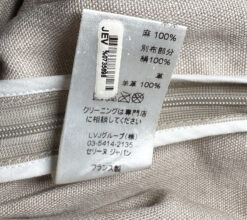 麻 100%
別布部分
綿100%
革
羊革 100%
クリーニングは専門店
に相談してください
LVJグループ(株)
03-5414-2135
セリーヌ ジャパン
フランス製
JEV